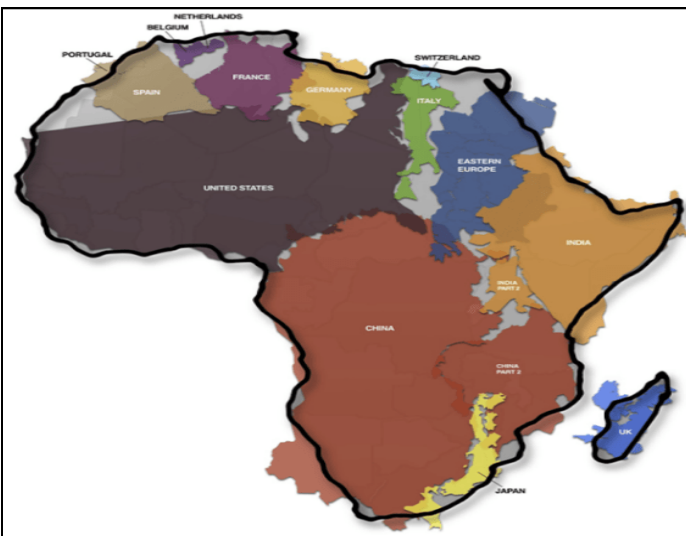 NETHERLANDS
BELGIUM
PORTUGAL
SWITZERLAND
SPAIN
FRANCE
GERMANY
ITALY
EASTERN
EUROPE
UNITED STATES
INDIA
INDIA
PART 2
CHINA
CHINA
PART 2
UK
JAPAN